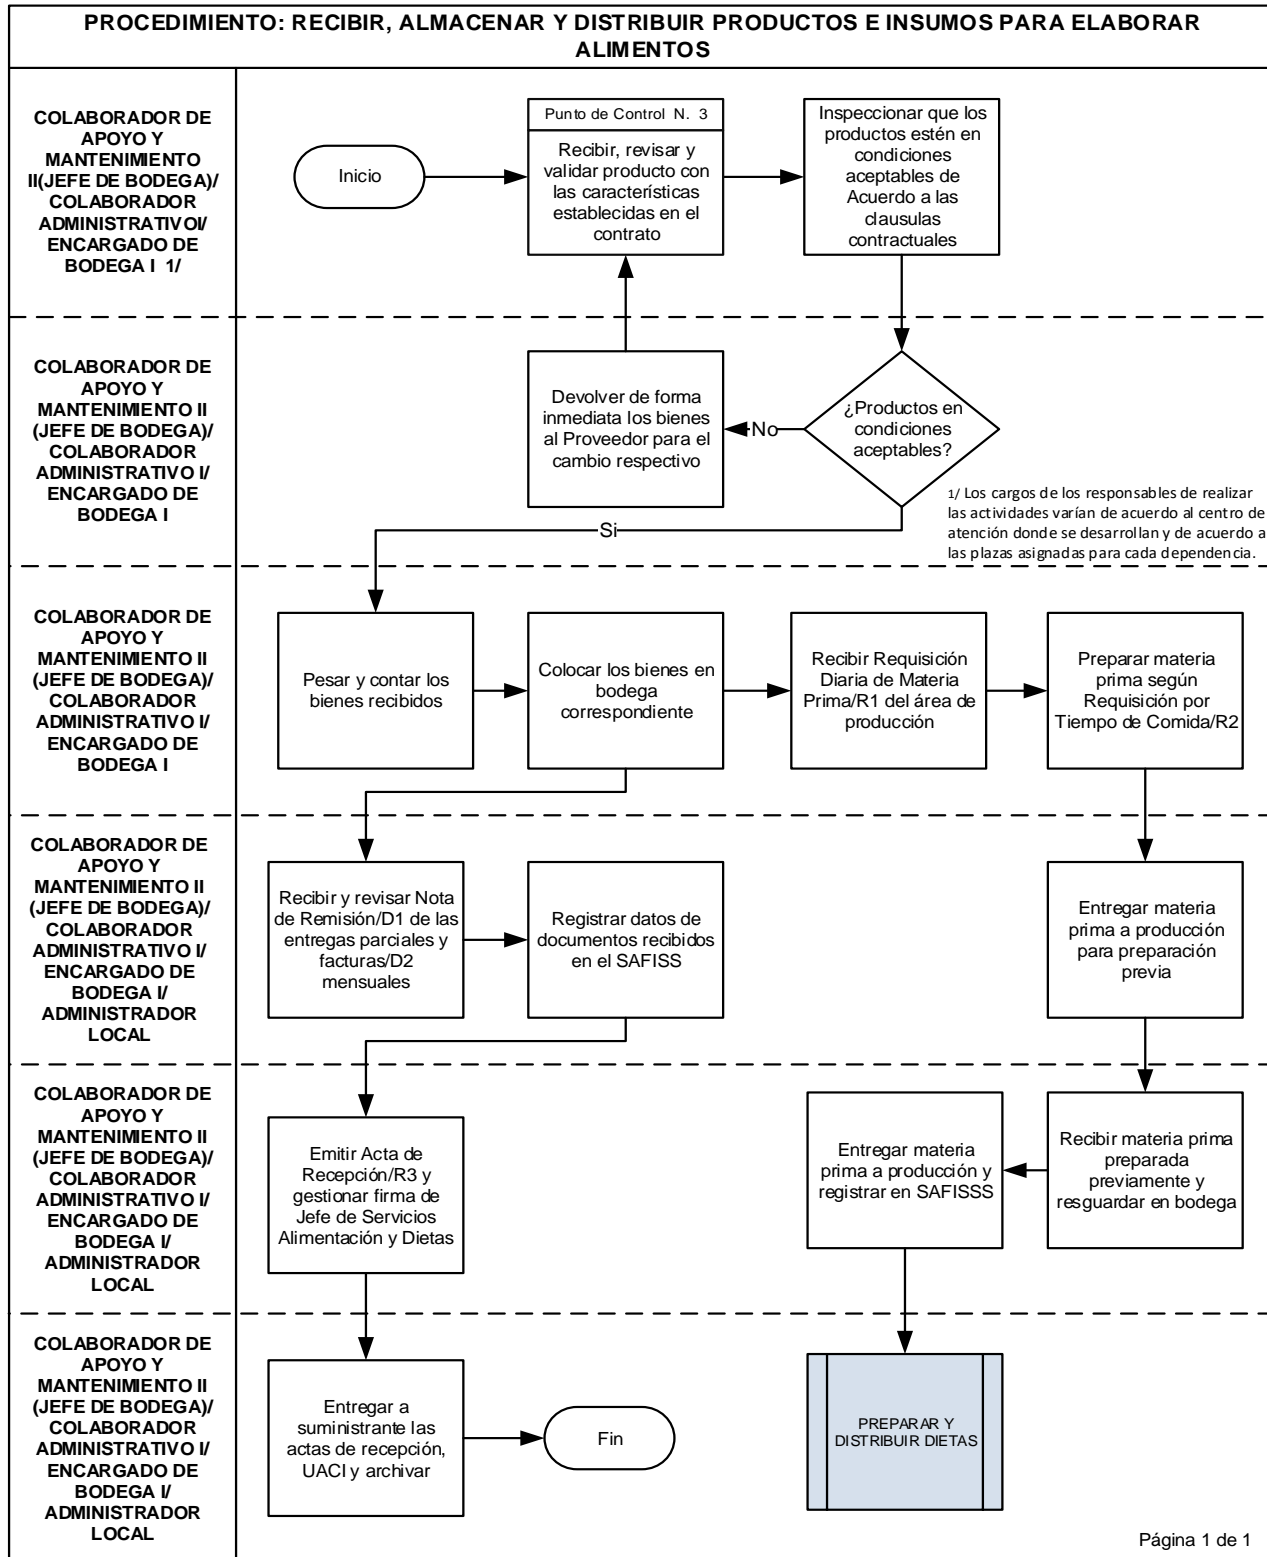 PROCEDIMIENTO: RECIBIR, ALMACENAR Y DISTRIBUIR PRODUCTOS E INSUMOS PARA ELABORAR
ALIMENTOS
COLABORADOR DE
APOYO Y
MANTENIMIENTO
II(JEFE DE BODEGA)/
COLABORADOR
ADMINISTRATIVOI/
ENCARGADO DE
BODEGA I 1/
Inicio
Punto de Control N. 3
Recibir, revisar y
validar producto con
las características
establecidas en el
contrato
Inspeccionar que los
productos estén en
condiciones
aceptables de
Acuerdo a las
clausulas
contractuales
COLABORADOR DE
APOYO Y
MANTENIMIENTO II
(JEFE DE BODEGA)/
COLABORADOR
ADMINISTRATIVO I/
ENCARGADO DE
BODEGA I
Devolver de forma
inmediata los bienes
al Proveedor para el
cambio respectivo
No
¿Productos en
condiciones
aceptables?
Si
1/ Los cargos de los responsables de realizar
las actividades varían de acuerdo al centro de
atención donde se desarrollan y de acuerdo a
las plazas asignadas para cada dependencia.
COLABORADOR DE
APOYO Y
MANTENIMIENTO II
(JEFE DE BODEGA)/
COLABORADOR
ADMINISTRATIVO I/
ENCARGADO DE
BODEGA I
Pesar y contar los
bienes recibidos
Colocar los bienes en
bodega
correspondiente
Recibir Requisición
Diaria de Materia
Prima/R1 del área de
producción
Preparar materia
prima según
Requisición por
Tiempo de Comida/R2
COLABORADOR DE
APOYO Y
MANTENIMIENTO II
(JEFE DE BODEGA)/
COLABORADOR
ADMINISTRATIVO I/
ENCARGADO DE
BODEGA I/
ADMINISTRADOR
LOCAL
Recibir y revisar Nota
de Remisión/D1 de las
entregas parciales y
facturas/D2
mensuales
Registrar datos de
documentos recibidos
en el SAFISS
Entregar materia
prima a producción
para preparación
previa
COLABORADOR DE
APOYO Y
MANTENIMIENTO II
(JEFE DE BODEGA)/
COLABORADOR
ADMINISTRATIVO I/
ENCARGADO DE
BODEGA I/
ADMINISTRADOR
LOCAL
Emitir Acta de
Recepción/R3 y
gestionar firma de
Jefe de Servicios
Alimentación y Dietas
Entregar materia
prima a producción y
registrar en SAFISSS
Recibir materia prima
preparada
previamente y
resguardar en bodega
COLABORADOR DE
APOYO Y
MANTENIMIENTO II
(JEFE DE BODEGA)/
COLABORADOR
ADMINISTRATIVO I/
ENCARGADO DE
BODEGA I/
ADMINISTRADOR
LOCAL
Entregar a
suministrante las
actas de recepción,
UACI y archivar
Fin
PREPARAR Y
DISTRIBUIR DIETAS
Página 1 de 1